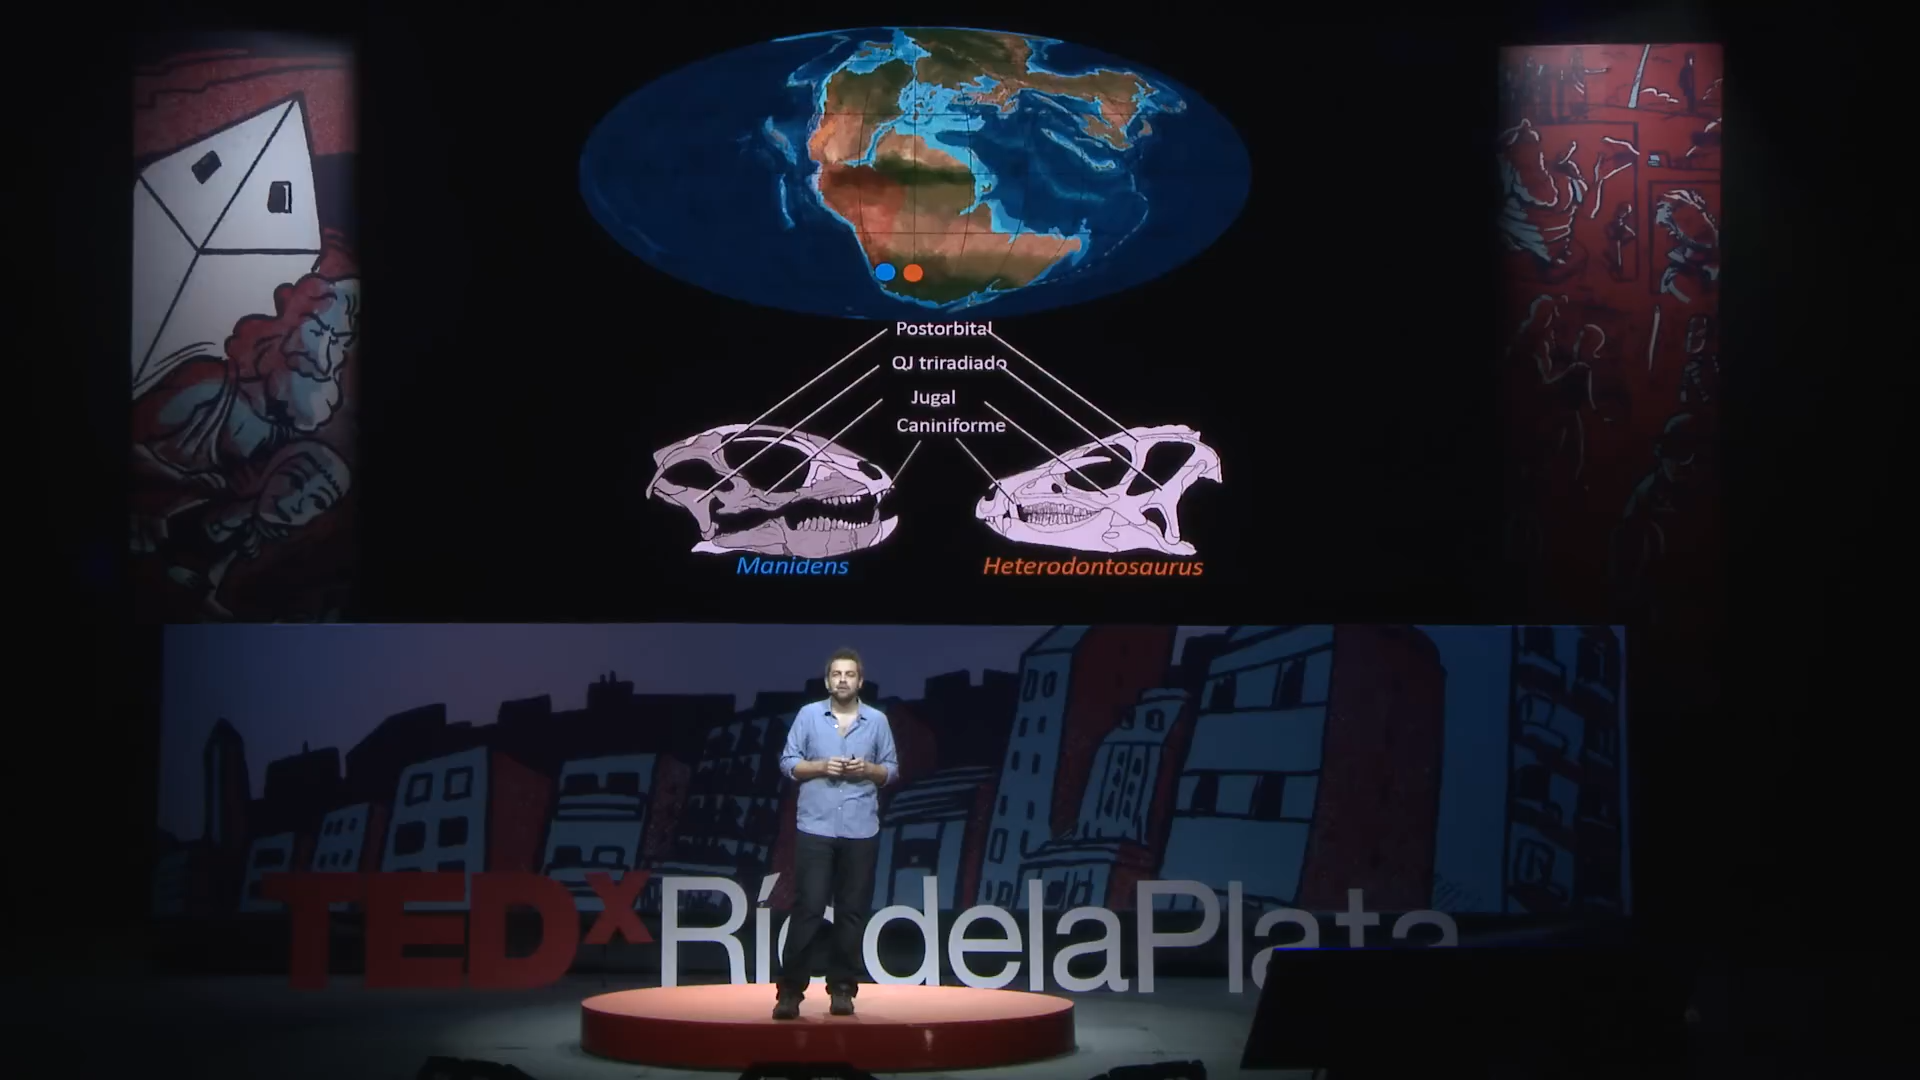 Postorbital
QJ triradiado
Jugal
Caniniforme
Manidens
Heterodontosaurus
TEDxRíodelaPlata